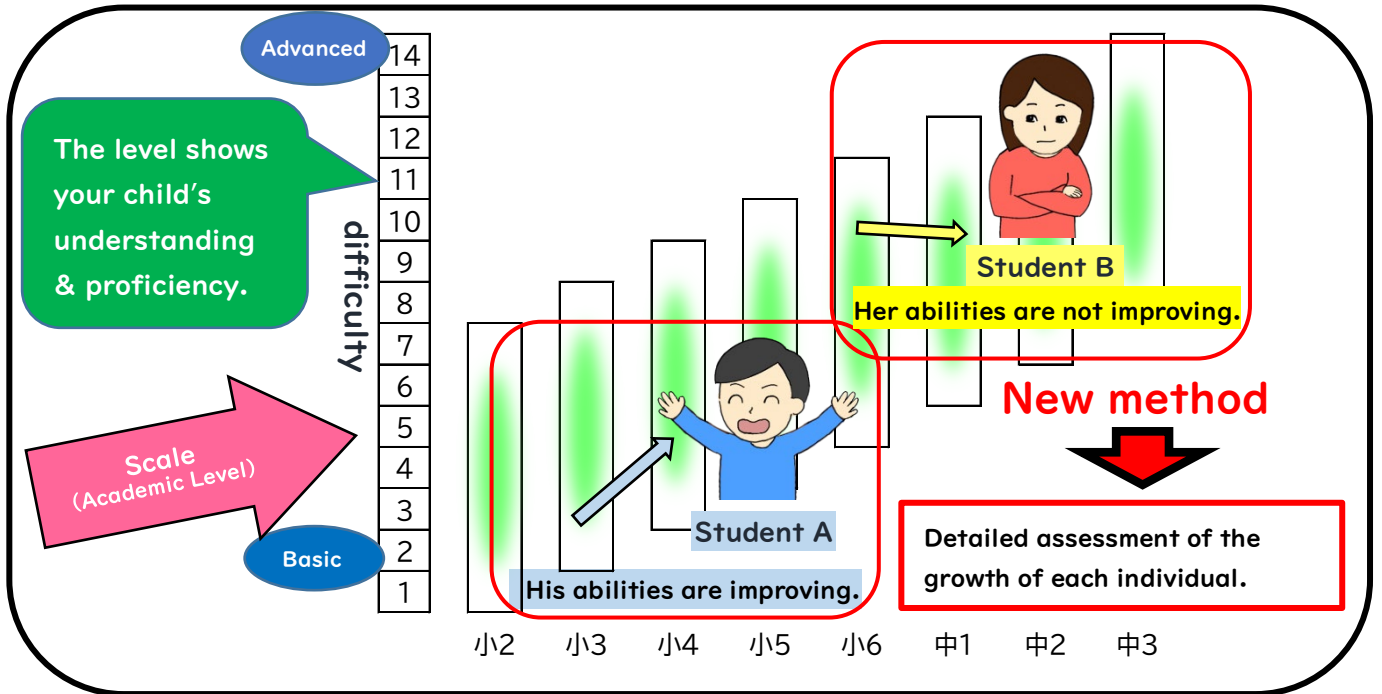 Advanced
14
13
12
11
10
9
8
7
6
5
4
3
2
1
difficulty
The level shows
your child's
understanding
& proficiency.
Scale
(Academic Level)
Basic
Student A
His abilities are improving.
Student B
Her abilities are not improving.
New method
Detailed assessment of the
growth of each individual.
小2 小3 小4 小5 小6 中1 中2 中3